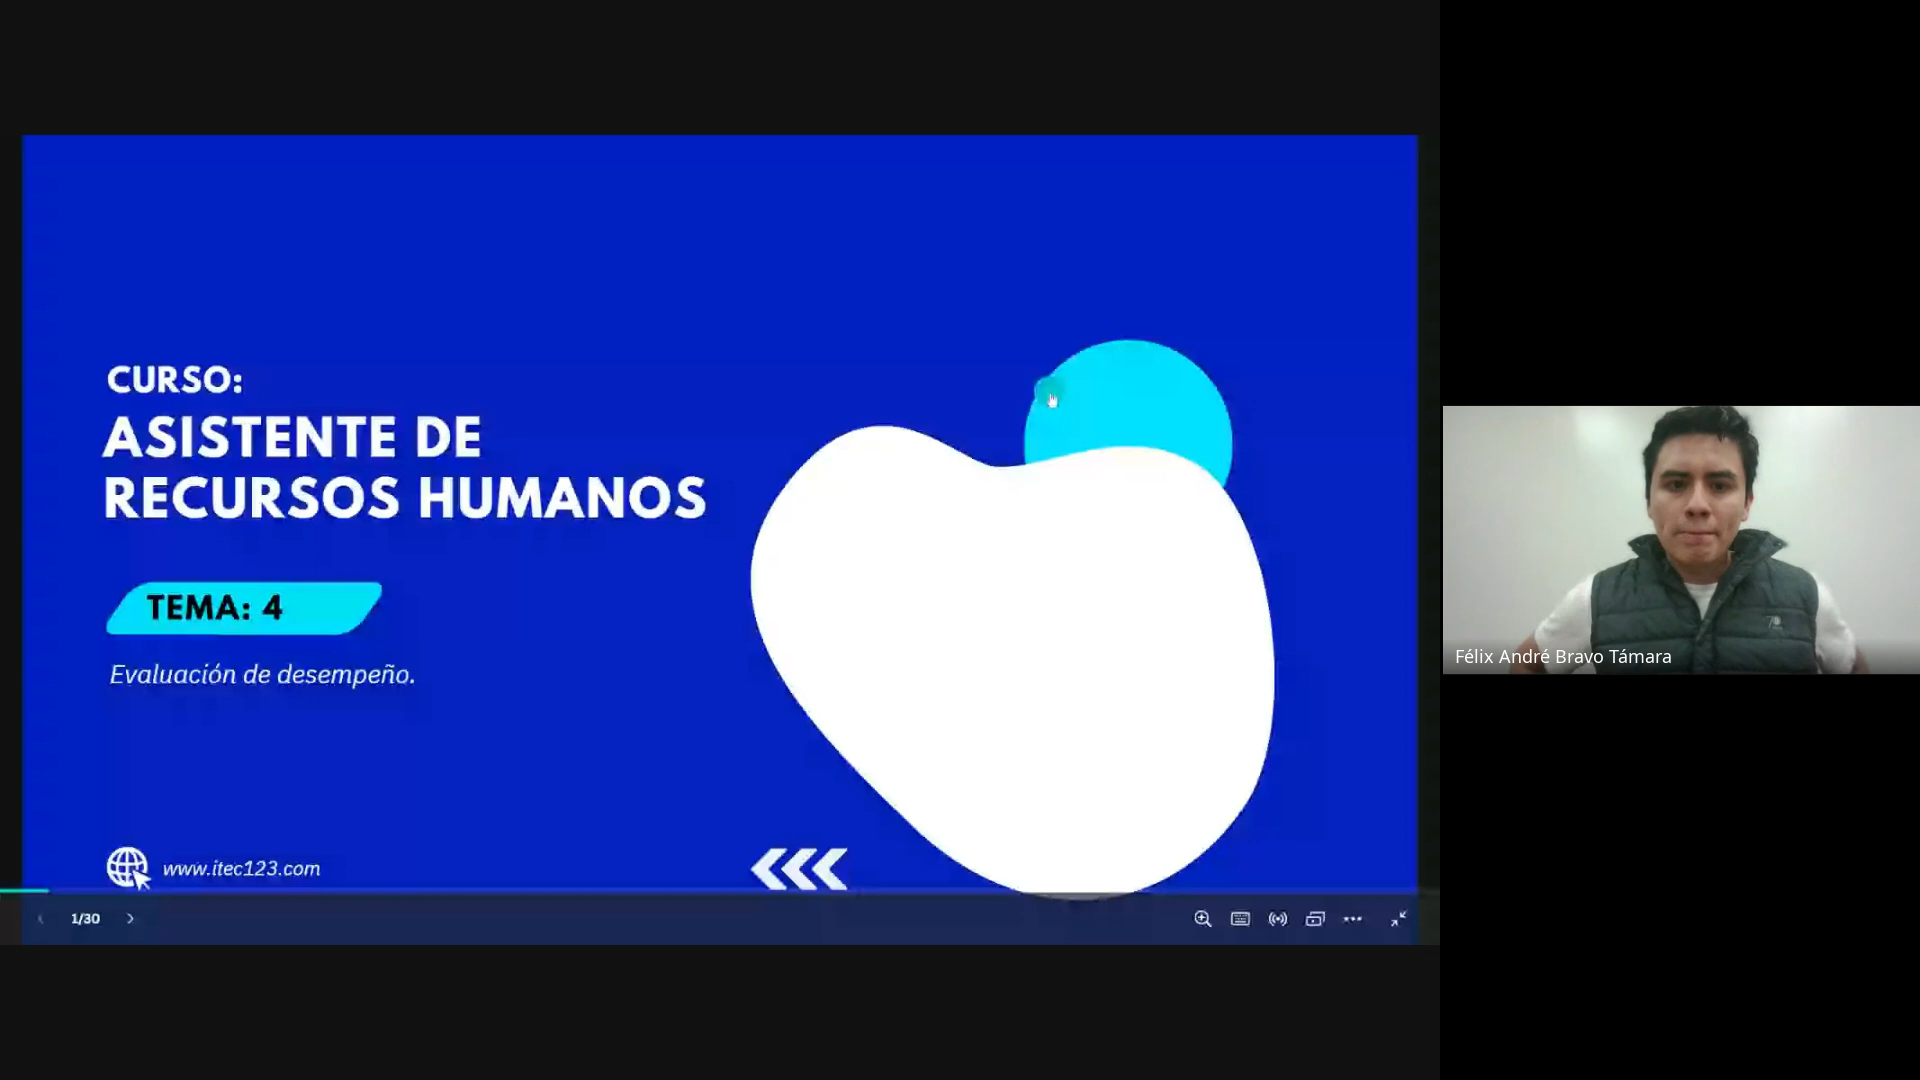 CURSO:
ASISTENTE DE
RECURSOS HUMANOS
TEMA: 4
Evaluación de desempeño.
www.itec123.com
1/30
Félix André Bravo Támara